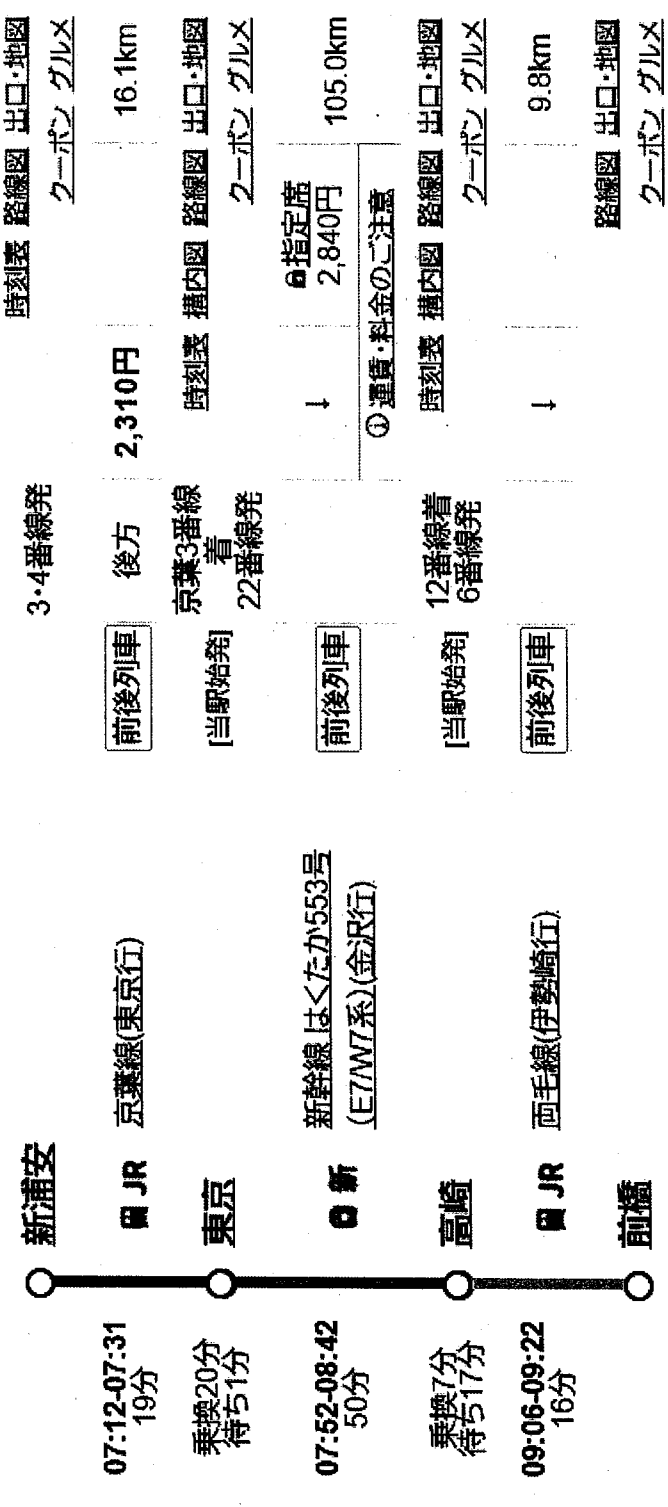 新浦安 3・4番線発 時刻表 路線図 出口・地図
クーポン グルメ
07:12-07:31 JR 京葉線(東京行) 前後列車 後方 2,310円 16.1km
19分
乗換20分 東京 [当駅始発] 京葉3番線 時刻表 構内図 路線図 出口・地図
待ち1分 着 クーポン グルメ
22番線発
07:52-08:42 新 新幹線 はくたか553号 前後列車 ↓ 指定席 105.0km
50分 (E7/W7系)(金沢行) 2,840円
運賃・料金のご注意
乗換7分 高崎 [当駅始発] 12番線着 時刻表 構内図 路線図 出口・地図
待ち17分 6番線発 クーポン グルメ
09:06-09:22 JR 両毛線(伊勢崎行) 前後列車 ↓ 9.8km
16分
前橋 路線図 出口・地図
クーポン グルメ